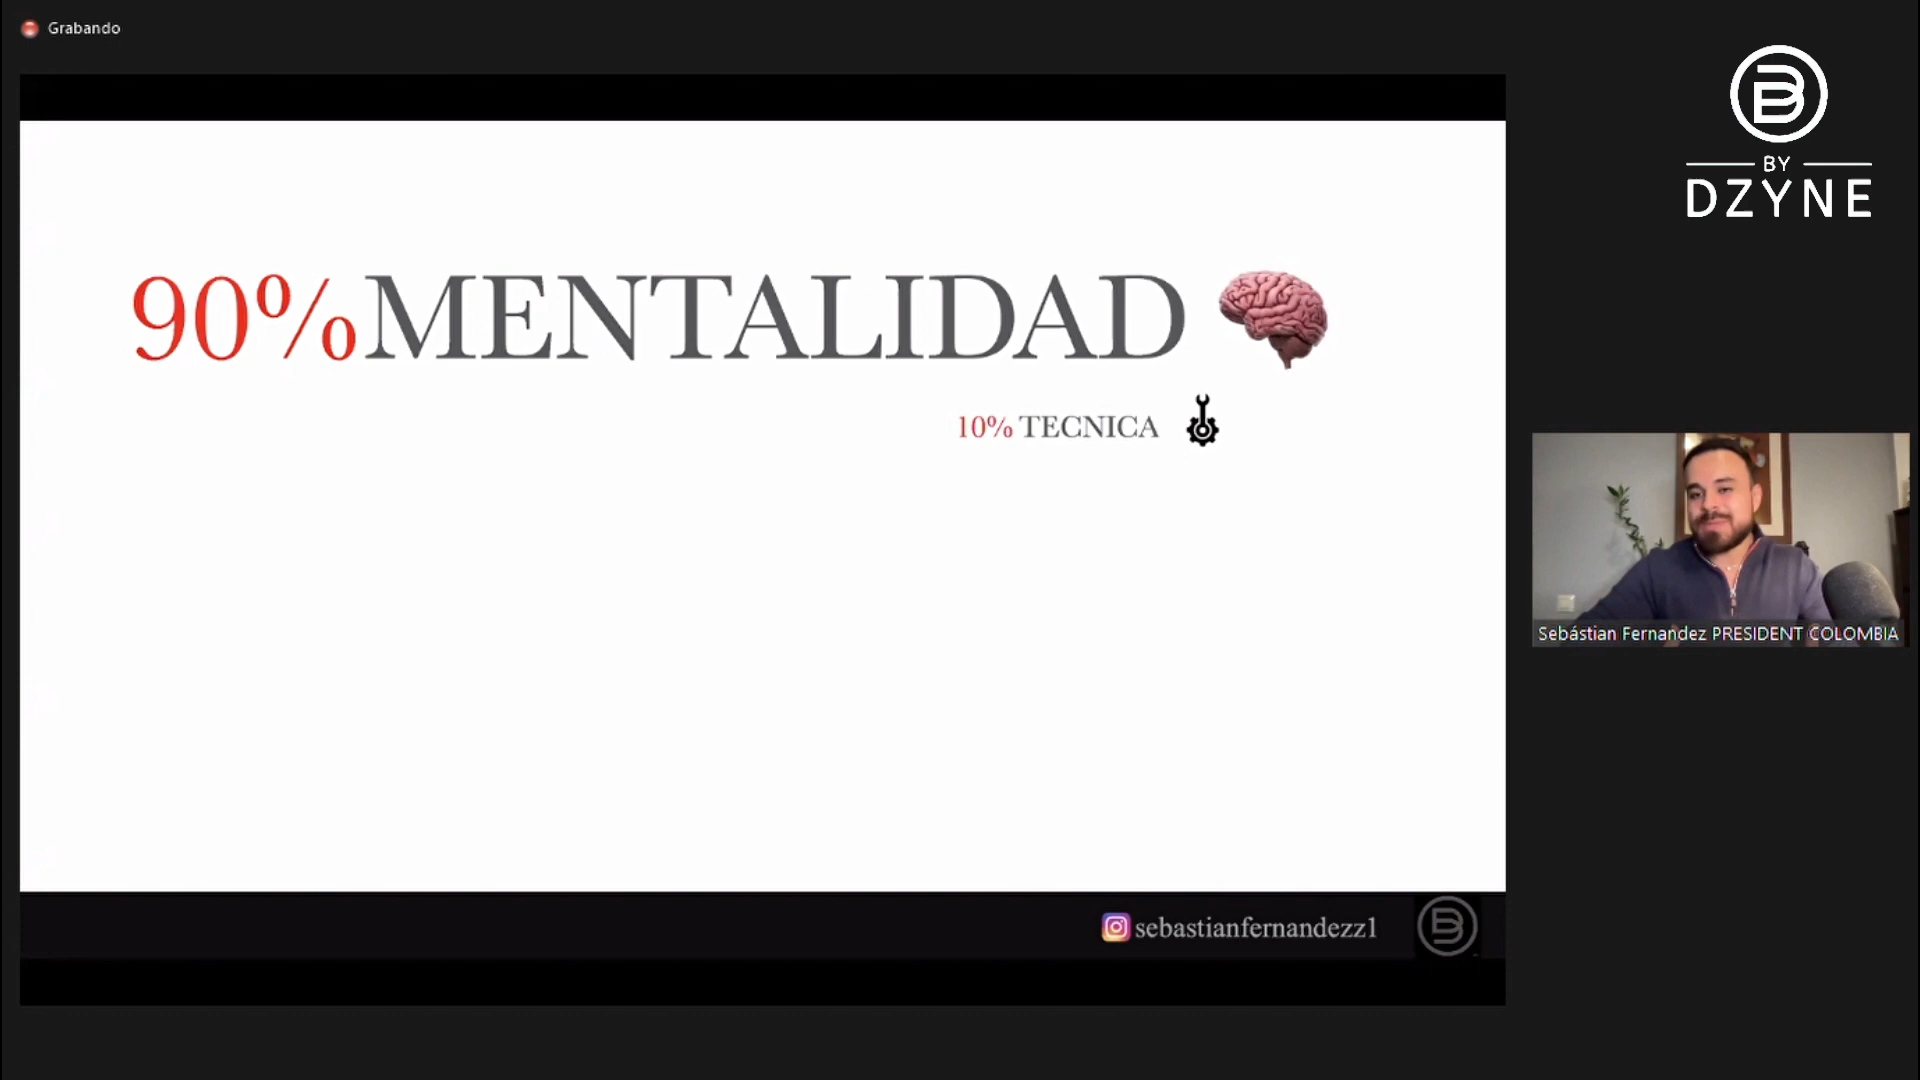 Grabando
B
BY
DZYNE
90%MENTALIDAD
10% TECNICA
Sebástian Fernandez PRESIDENT COLOMBIA
sebastianfernandezz1
B